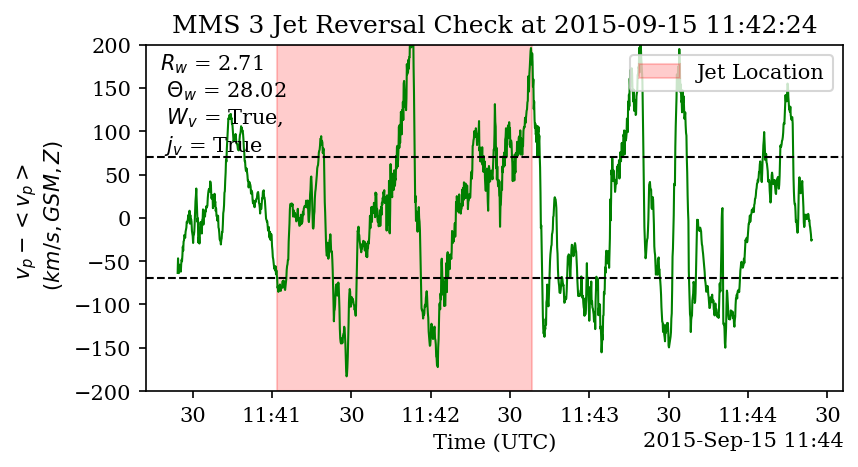 MMS 3 Jet Reversal Check at 2015-09-15 11:42:24
R_w = 2.71
Θ_w = 28.02
W_v = True,
j_v = True
Jet Location
v_p − < v_p >
(km/s, GSM, Z)
200
150
100
50
0
−50
−100
−150
−200
30 11:41 30 11:42 30 11:43 30 11:44 30
Time (UTC)
2015-Sep-15 11:44